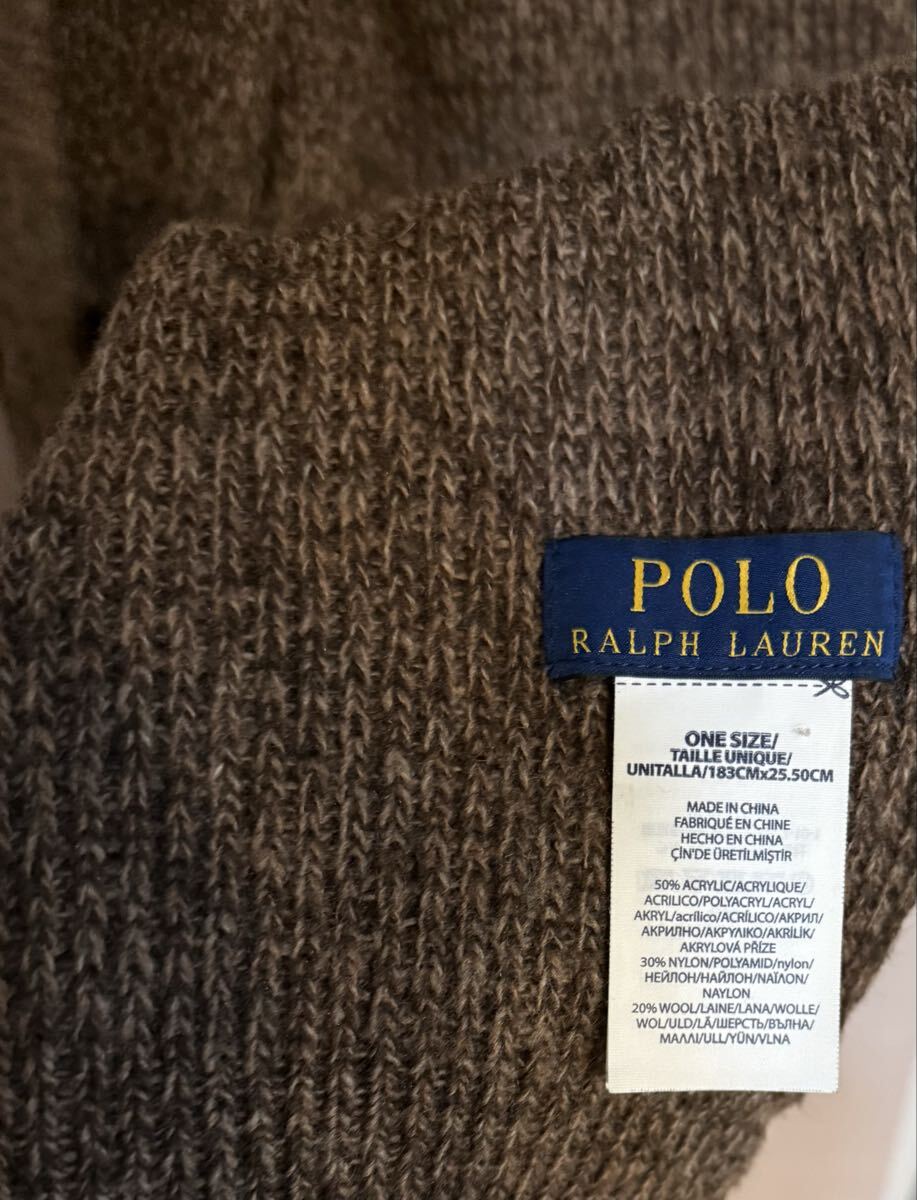 POLO
RALPH LAUREN
ONE SIZE/
TAILLE UNIQUE/
UNITALLA/183CMx25.50CM
MADE IN CHINA
FABRIQUÉ EN CHINE
HECHO EN CHINA
ÇİN'DE ÜRETİLMİŞTİR
50% ACRYLIC/ACRYLIQUE/
ACRILICO/POLYACRYL/ACRYL/
AKRYL/acrílico/ACRÍLICO/АКРИЛ/
АКРИЛНО/ΑΚΡΥΛΙΚΟ/AKRİLİK/
AKRYLOVÁ PŘÍZE
30% NYLON/POLYAMID/nylon/
НЕЙЛОН/НАЙЛОН/ΝΑΪΛΟΝ/
NAYLON
20% WOOL/LAINE/LANA/WOLLE/
WOL/ULD/LÃ/ШЕРСТЬ/ВЪЛНА/
ΜΑΛΛΙ/ULL/YÜN/VLNA